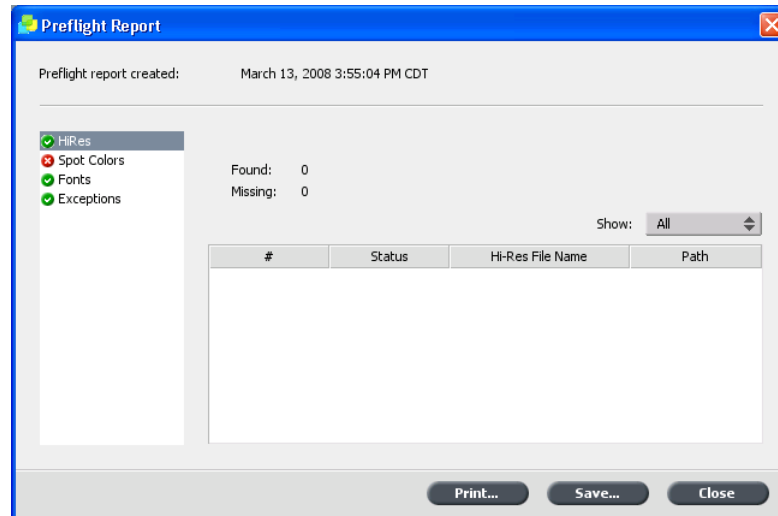 Preflight Report
Preflight report created: March 13, 2008 3:55:04 PM CDT
HiRes
Spot Colors
Fonts
Exceptions
Found: 0
Missing: 0
Show: All
# Status Hi-Res File Name Path
Print... Save... Close